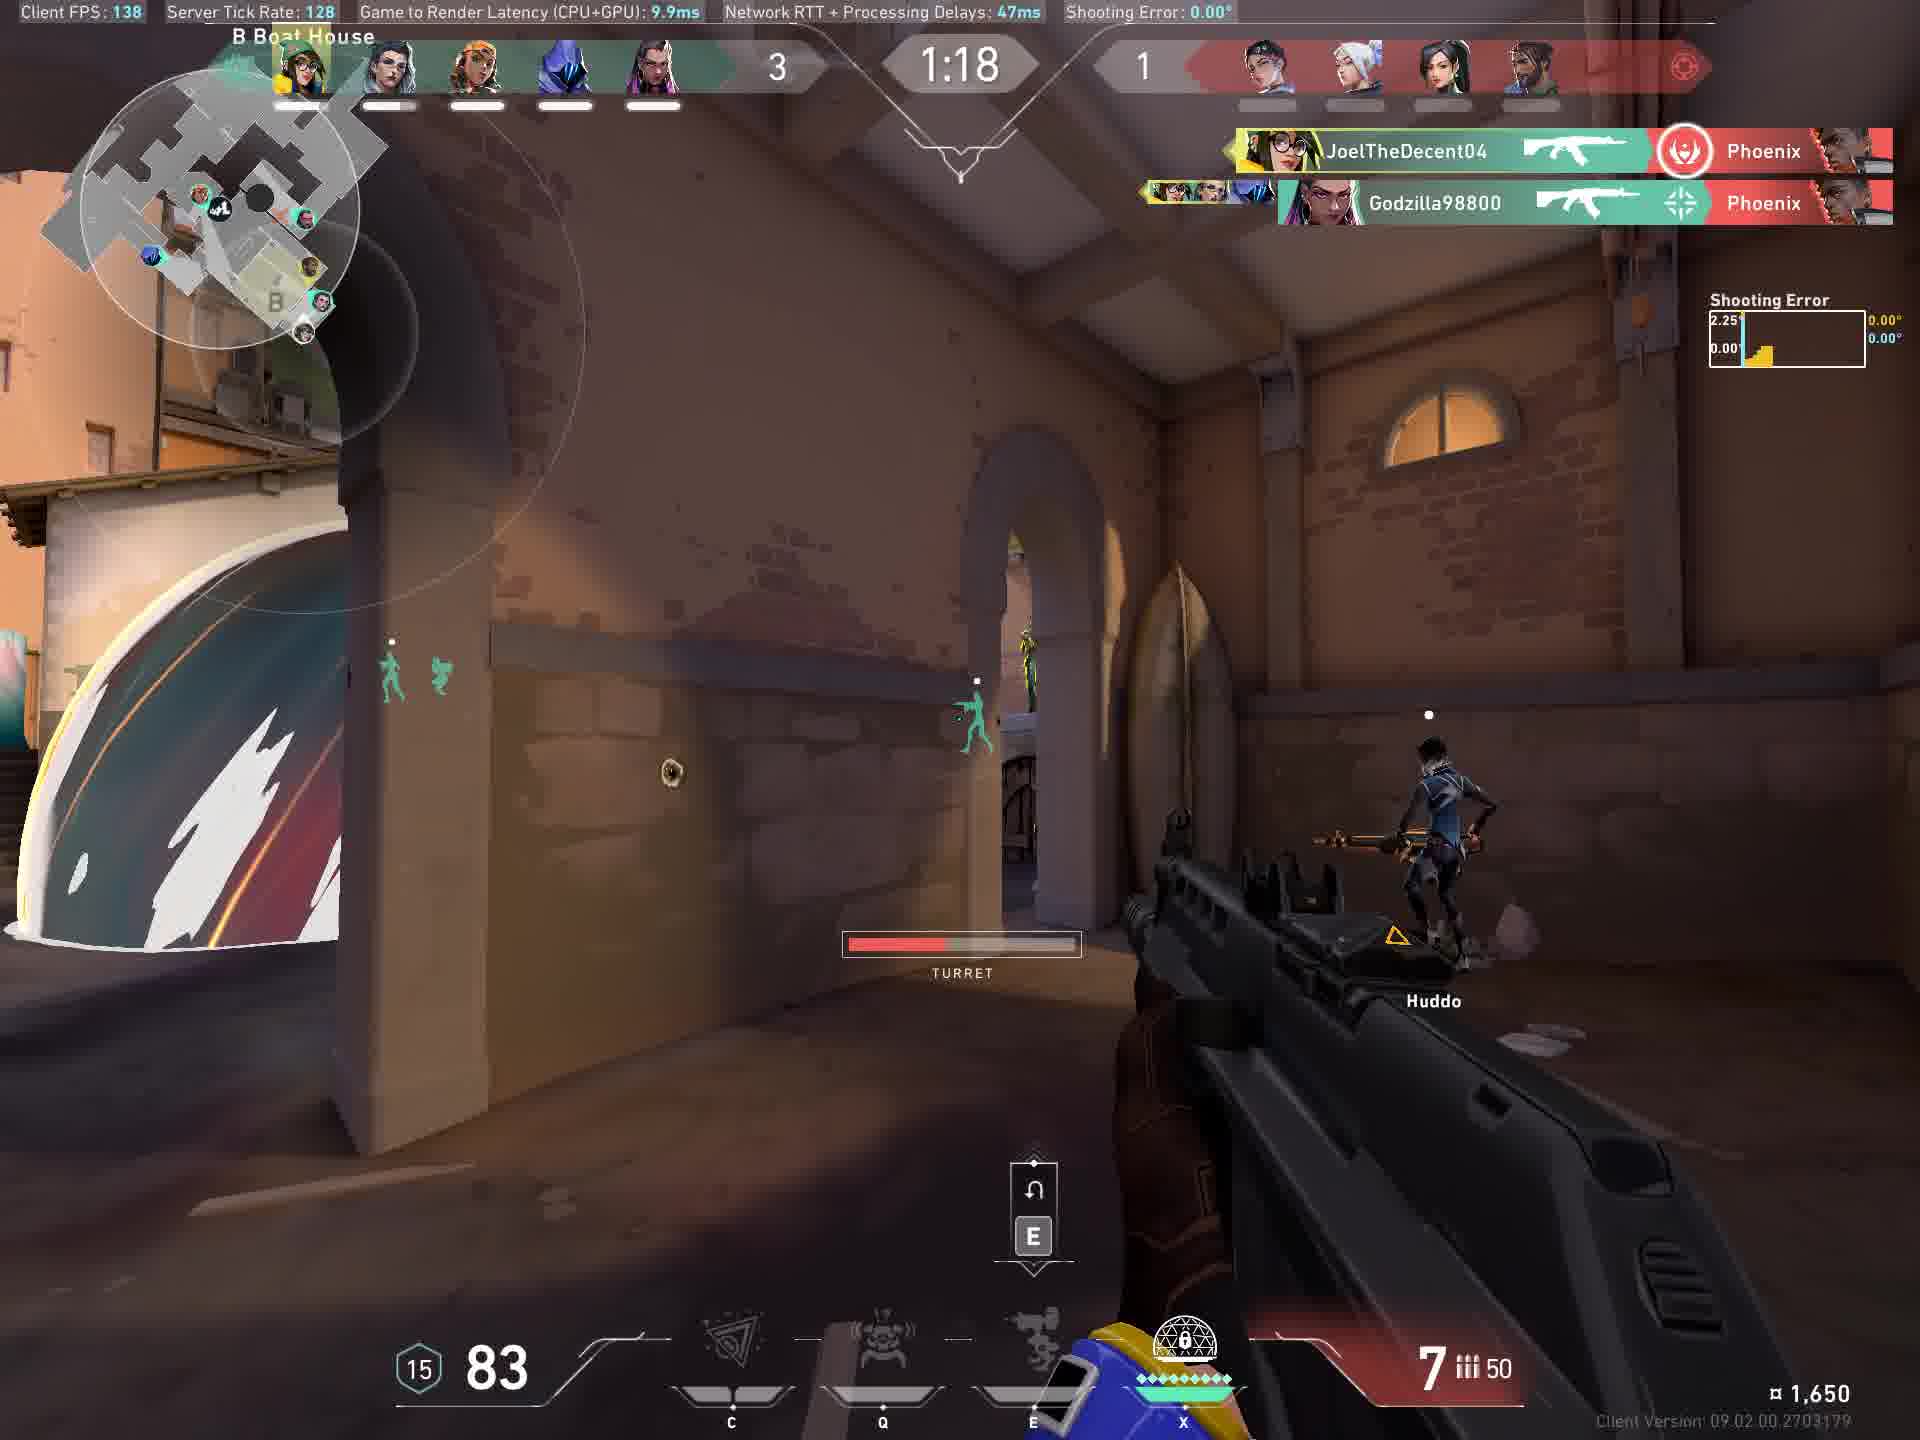 Client FPS: 138 Server Tick Rate: 128 Game to Render Latency (CPU+GPU): 9.9ms Network RTT + Processing Delays: 47ms Shooting Error: 0.00°
B Boat House
3 1:18 1
JoelTheDecent04 Phoenix
Godzilla98800 Phoenix
B
Shooting Error
2.25° 0.00°
0.00° 0.00°
TURRET
Huddo
E
15 83
7 50
1,650
C Q E X
Client Version: 09.02.00.2703179